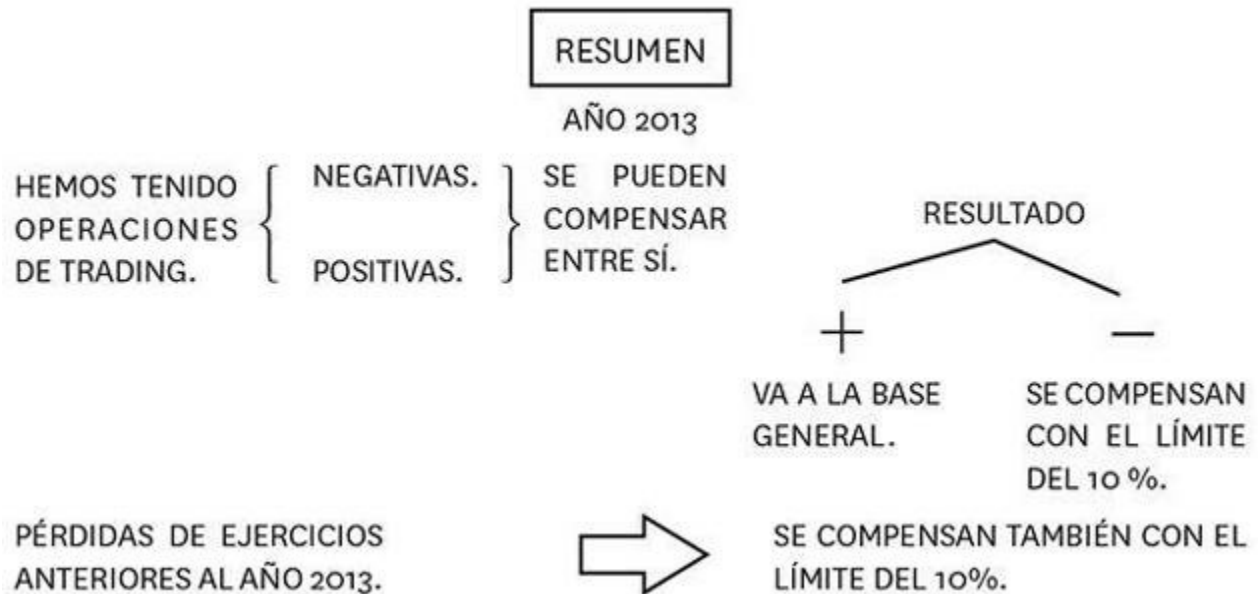 RESUMEN
AÑO 2013
HEMOS TENIDO
OPERACIONES
DE TRADING.
NEGATIVAS.
POSITIVAS.
SE PUEDEN
COMPENSAR
ENTRE SÍ.
RESULTADO
+
VA A LA BASE
GENERAL.
—
SE COMPENSAN
CON EL LÍMITE
DEL 10 %.
PÉRDIDAS DE EJERCICIOS
ANTERIORES AL AÑO 2013.
SE COMPENSAN TAMBIÉN CON EL
LÍMITE DEL 10%.